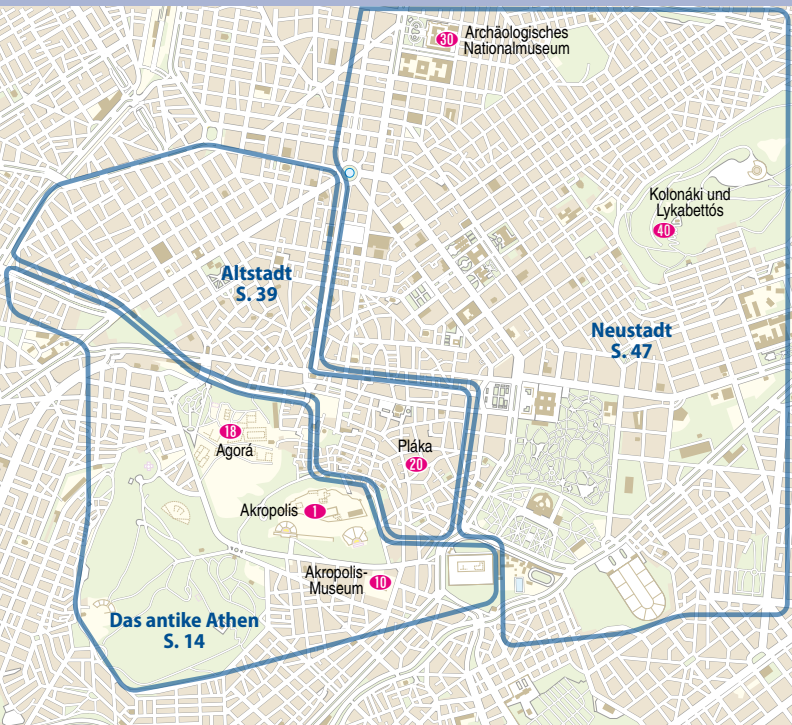 30
Archäologisches
Nationalmuseum
Kolonáki und
Lykabettós
40
Altstadt
S. 39
Neustadt
S. 47
18
Agorá
Pláka
20
Akropolis 1
Akropolis-
Museum 10
Das antike Athen
S. 14